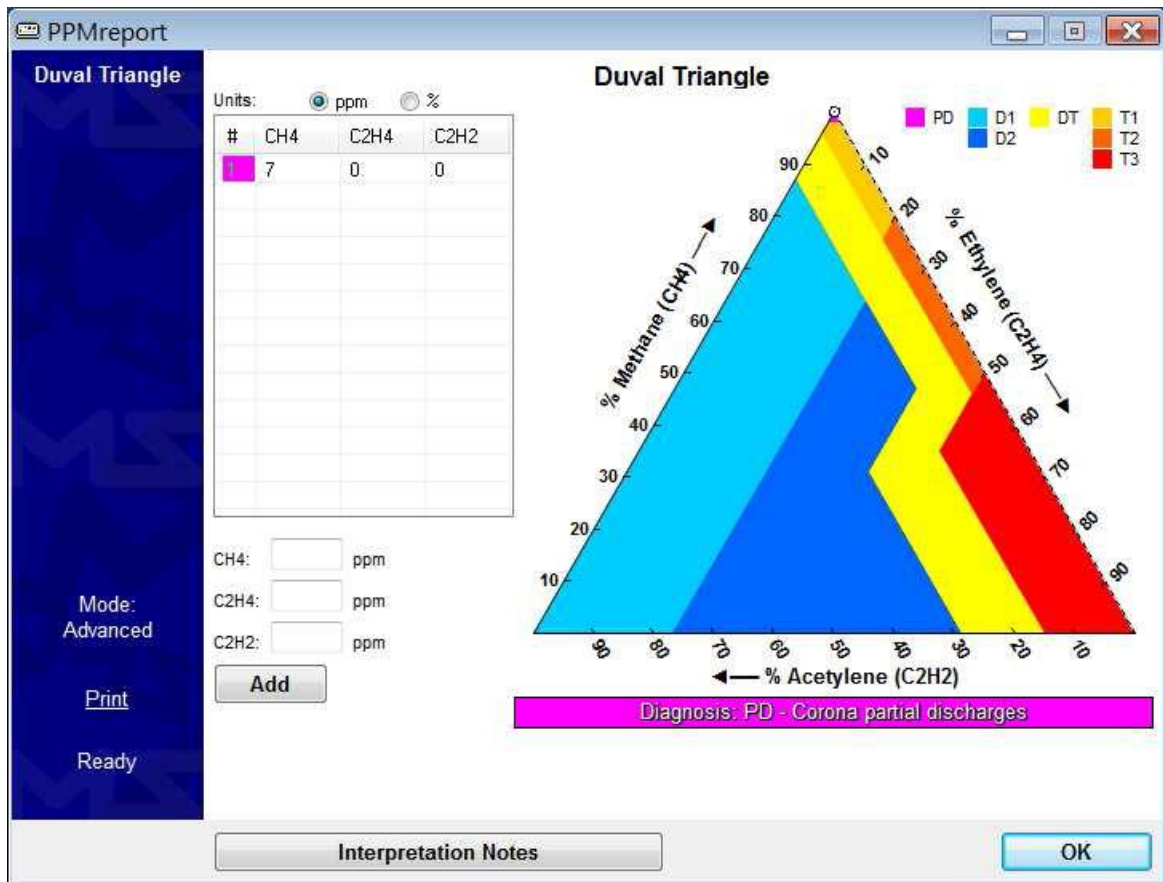 PPMreport
Duval Triangle
Mode:
Advanced
Print
Ready
Units: ppm %
# CH4 C2H4 C2H2
1 7 0 0
CH4: ppm
C2H4: ppm
C2H2: ppm
Add
Duval Triangle
PD D1 DT T1
D2 T2
T3
% Methane (CH4)
90
80
70
60
50
40
30
20
10
% Ethylene (C2H4)
10
20
30
40
50
60
70
80
90
90 80 70 60 50 40 30 20 10
% Acetylene (C2H2)
Diagnosis: PD - Corona partial discharges
Interpretation Notes
OK